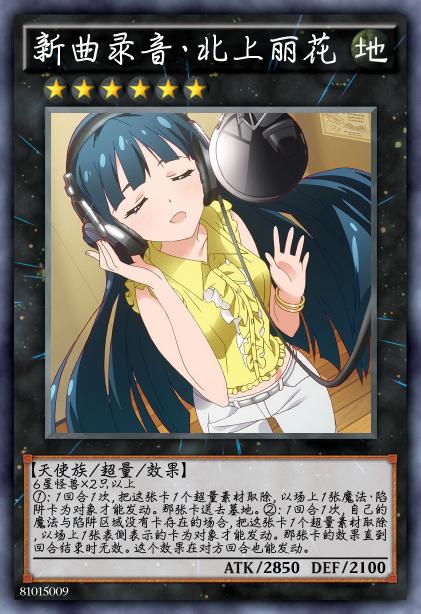 新曲录音·北上丽花 地
【天使族/超量/效果】
6星怪兽×2只以上
①：1回合1次，把这张卡1个超量素材取除，以场上1张魔法·陷
阱卡为对象才能发动。那张卡送去墓地。②：1回合1次，自己的
魔法与陷阱区域没有卡存在的场合，把这张卡1个超量素材取除
，以场上1张表侧表示的卡为对象才能发动。那张卡的效果直到
回合结束时无效。这个效果在对方回合也能发动。
ATK/2850 DEF/2100
81015009